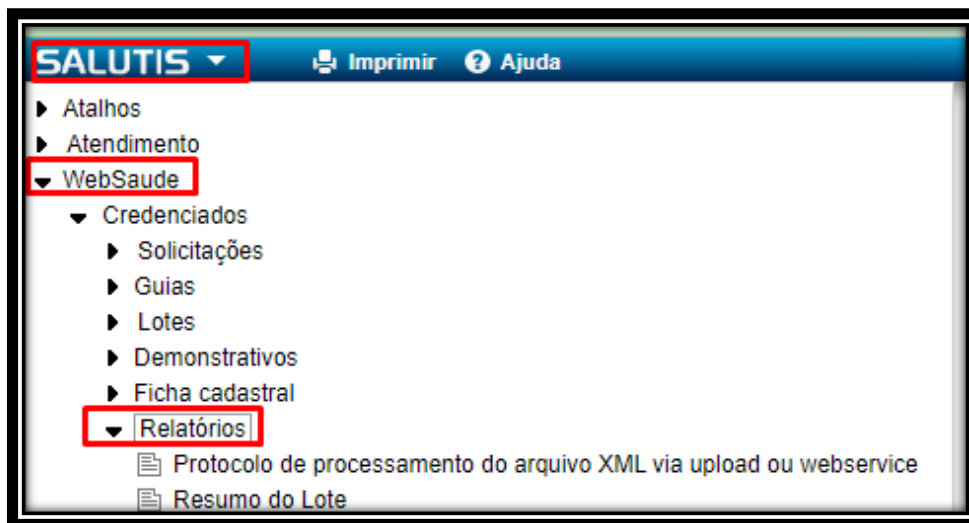 SALUTIS Imprimir Ajuda
Atalhos
Atendimento
WebSaude
Credenciados
Solicitações
Guias
Lotes
Demonstrativos
Ficha cadastral
Relatórios
Protocolo de processamento do arquivo XML via upload ou webservice
Resumo do Lote